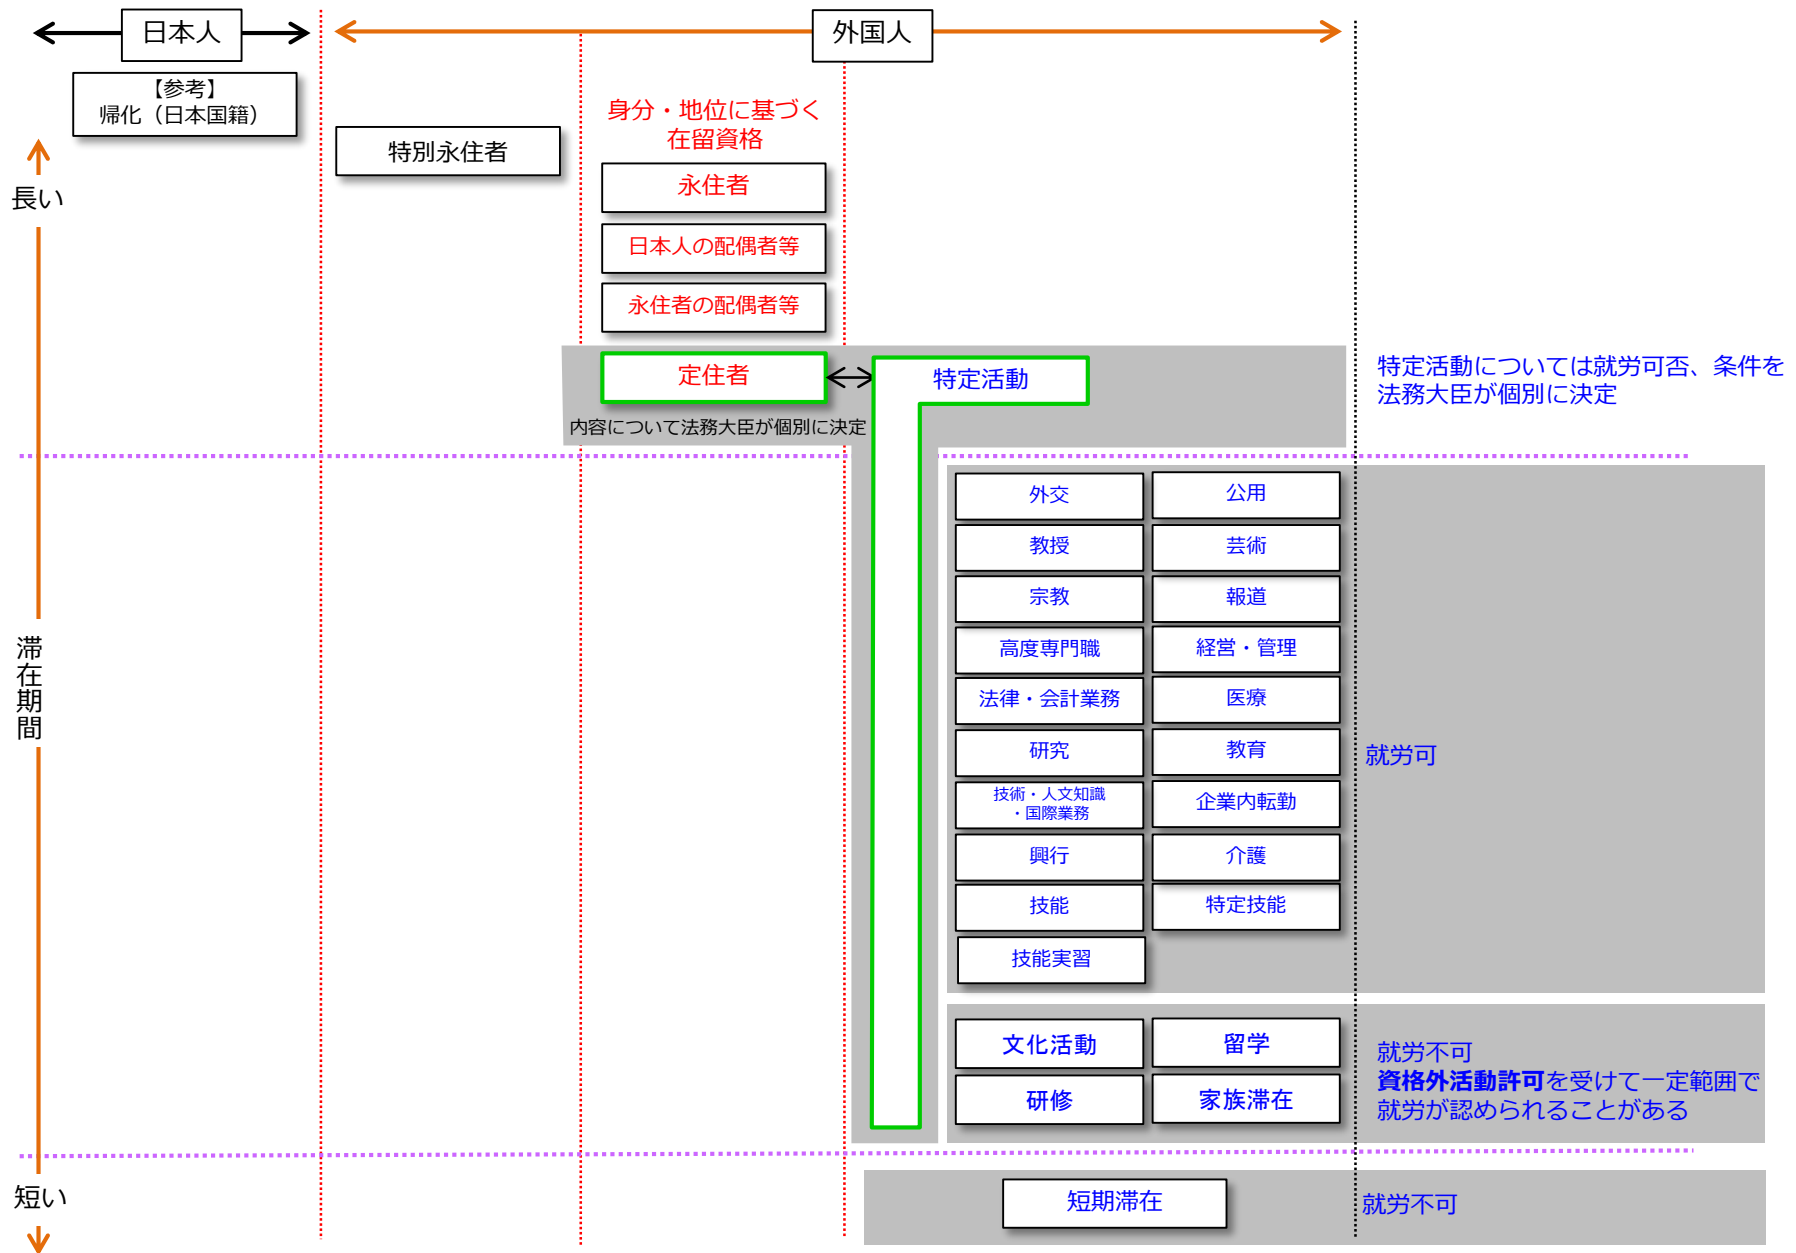 日本人
外国人
【参考】
帰化（日本国籍）
特別永住者
身分・地位に基づく
在留資格
永住者
日本人の配偶者等
永住者の配偶者等
長い
定住者
特定活動
特定活動については就労可否、条件を
法務大臣が個別に決定
内容について法務大臣が個別に決定
外交
公用
教授
芸術
宗教
報道
高度専門職
経営・管理
法律・会計業務
医療
研究
教育
技術・人文知識
・国際業務
企業内転勤
興行
介護
技能
特定技能
技能実習
就労可
滞在期間
文化活動
留学
研修
家族滞在
就労不可
資格外活動許可を受けて一定範囲で
就労が認められることがある
短い
短期滞在
就労不可